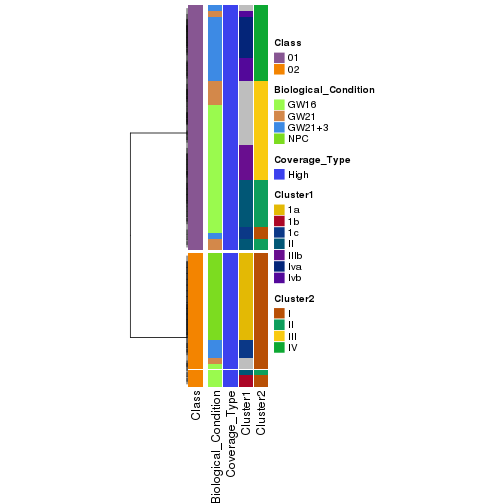 Class
01
02
Biological_Condition
GW16
GW21
GW21+3
NPC
Coverage_Type
High
Cluster1
1a
1b
1c
II
IIIb
Iva
Ivb
Cluster2
I
II
III
IV
Class
Biological_Condition
Coverage_Type
Cluster1
Cluster2